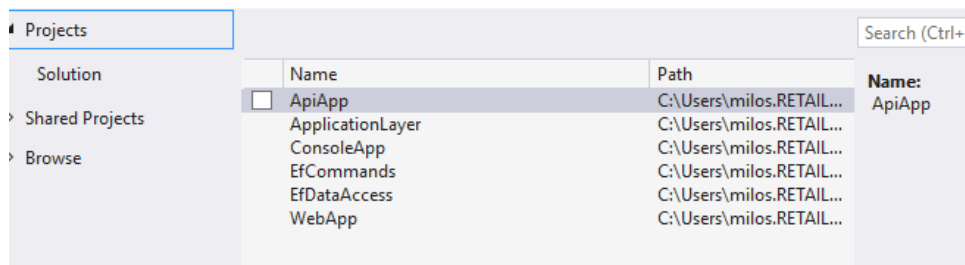 Projects
Search (Ctrl+
Solution
Name
Path
Name:
ApiApp
C:\Users\milos.RETAIL...
ApiApp
Shared Projects
ApplicationLayer
C:\Users\milos.RETAIL...
ConsoleApp
C:\Users\milos.RETAIL...
Browse
EfCommands
C:\Users\milos.RETAIL...
EfDataAccess
C:\Users\milos.RETAIL...
WebApp
C:\Users\milos.RETAIL...